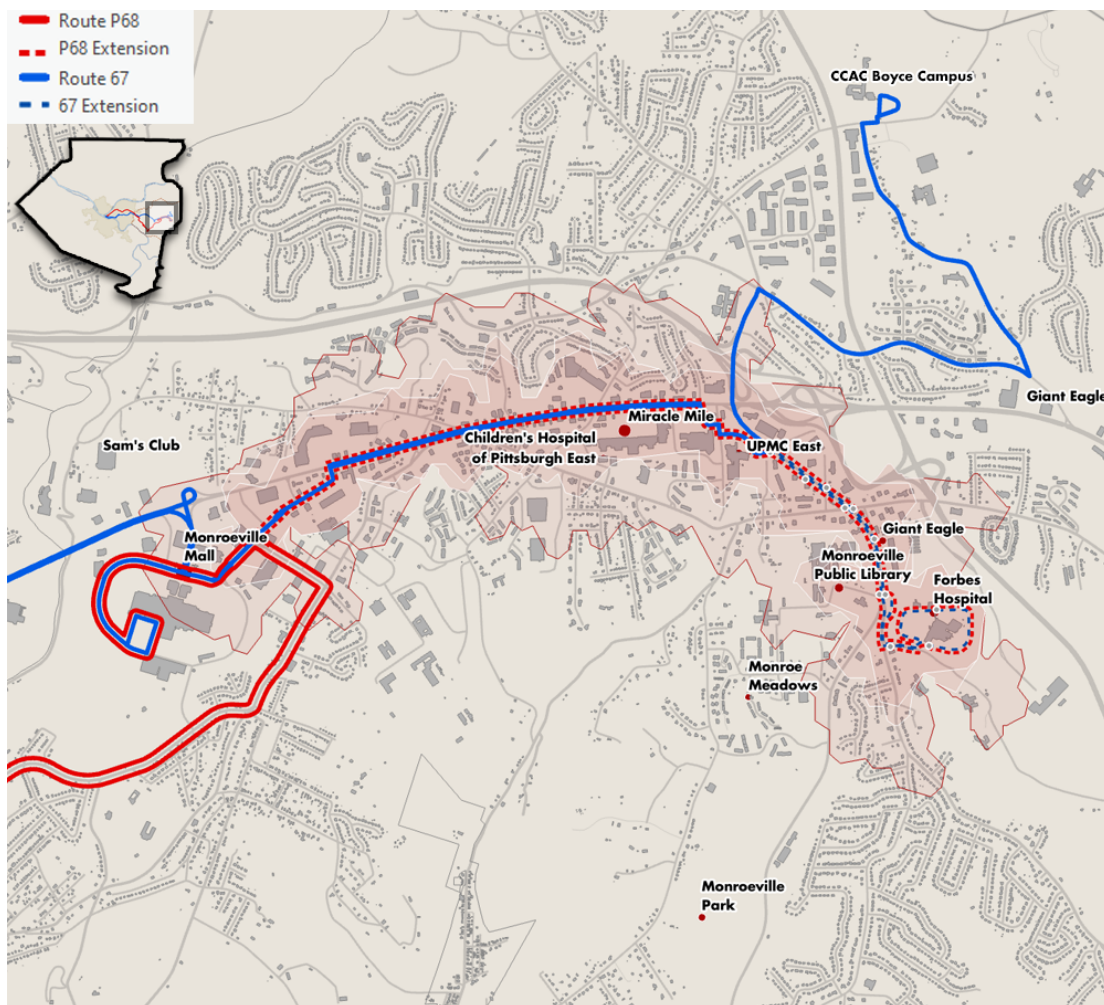 Route P68
P68 Extension
Route 67
67 Extension
CCAC Boyce Campus
Giant Eagle
Miracle Mile
Sam's Club
Children's Hospital
of Pittsburgh East
UPMC East
Monroeville
Mall
Giant Eagle
Monroeville
Public Library
Forbes
Hospital
Monroe
Meadows
Monroeville
Park